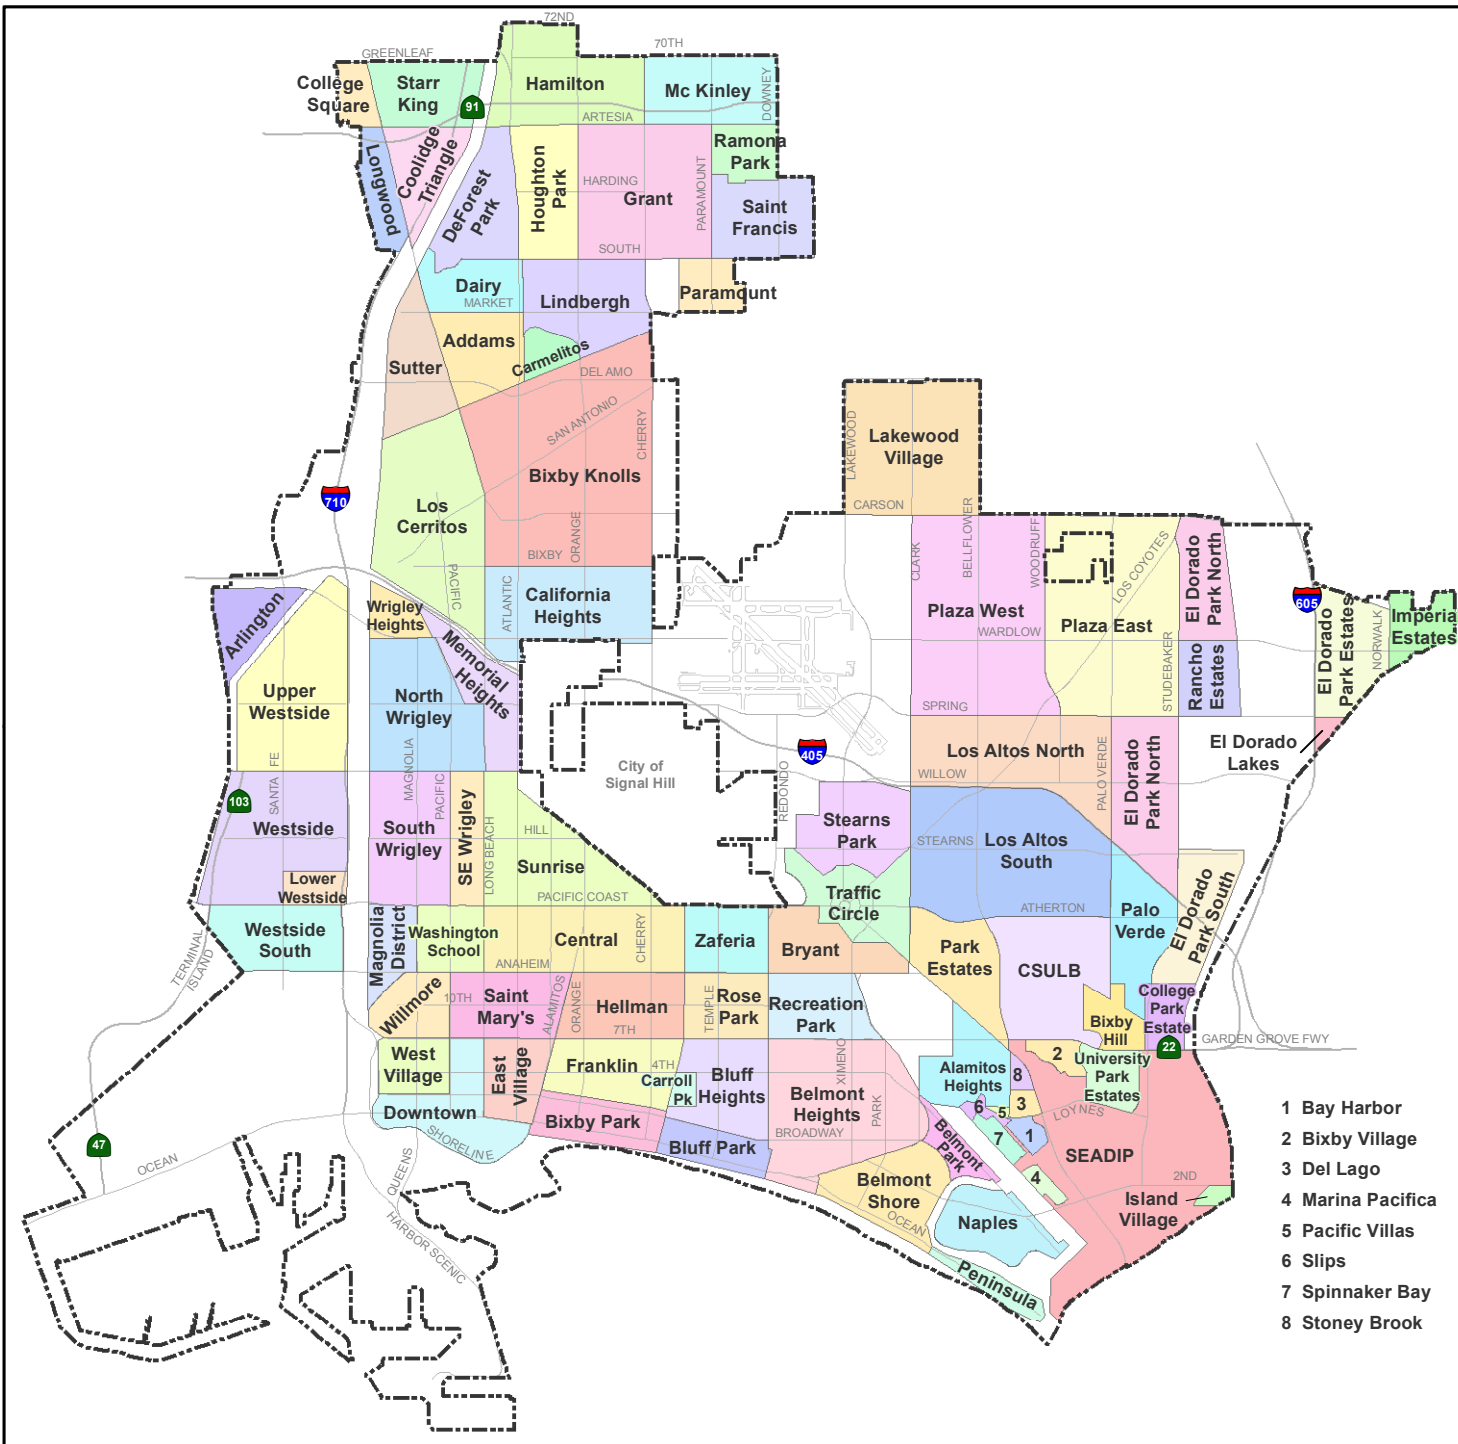 72ND
GREENLEAF
70TH
College
Square
Starr
King
91
Hamilton
Mc Kinley
DOWNEY
ARTESIA
Longwood
Coolidge
Triangle
DeForest
Park
Houghton
Park
HARDING
Grant
PARAMOUNT
Ramona
Park
Saint
Francis
SOUTH
Dairy
MARKET
Lindbergh
Paramount
Addams
Carmelitos
Sutter
DEL AMO
SAN ANTONIO
CHERRY
Lakewood
Village
LAKEWOOD
CARSON
Bixby Knolls
Los
Cerritos
710
ORANGE
BIXBY
PACIFIC
ATLANTIC
California
Heights
Wrigley
Heights
Memorial
Heights
Arlington
Upper
Westside
North
Wrigley
CLARK
BELLFLOWER
WOODRUFF
LOS COYOTES
Plaza West
WARDLOW
Plaza East
STUDEBAKER
El Dorado
Park North
Rancho
Estates
605
El Dorado
Park Estates
NORWALK
Imperia
Estates
SPRING
Los Altos North
WILLOW
PALO VERDE
El Dorado
Park North
El Dorado
Lakes
405
City of
Signal Hill
REDONDO
SANTA FE
103
Westside
Lower
Westside
MAGNOLIA
PACIFIC
South
Wrigley
SE Wrigley
LONG BEACH
HILL
Sunrise
PACIFIC COAST
Stearns
Park
STEARNS
Los Altos
South
Traffic
Circle
ATHERTON
Palo
Verde
El Dorado
Park South
Westside
South
TERMINAL
ISLAND
Magnolia
District
Washington
School
Central
CHERRY
ANAHEIM
Zaferia
Bryant
Park
Estates
CSULB
College
Park
Estate
22
GARDEN GROVE FWY
Bixby
Hill
Willmore
10TH
Saint
Mary's
ALAMITOS
ORANGE
Hellman
7TH
TEMPLE
Rose
Park
Recreation
Park
XIMENO
West
Village
East
Village
Franklin
4TH
Carroll
Pk
Bluff
Heights
Belmont
Heights
PARK
BROADWAY
Alamitos
Heights
8
2
University
Park
Estates
6
5
3
LOYNES
7
1
SEADIP
4
2ND
Island
Village
Downtown
SHORELINE
Bixby Park
Bluff Park
Belmont
Park
Belmont
Shore
OCEAN
Naples
Peninsula
47
OCEAN
QUEENS
HARBOR SCENIC
1 Bay Harbor
2 Bixby Village
3 Del Lago
4 Marina Pacifica
5 Pacific Villas
6 Slips
7 Spinnaker Bay
8 Stoney Brook